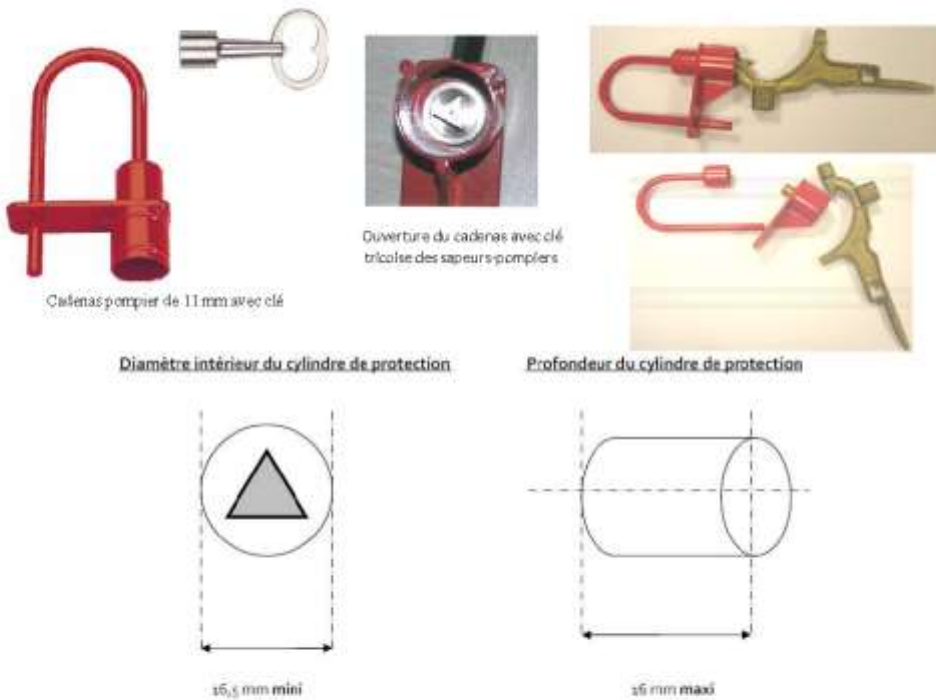 Cadenas pompier de 11 mm avec clé
Ouverture du cadenas avec clé
tricoise des sapeurs-pompiers
Diamètre intérieur du cylindre de protection
Profondeur du cylindre de protection
16,5 mm mini
16 mm maxi